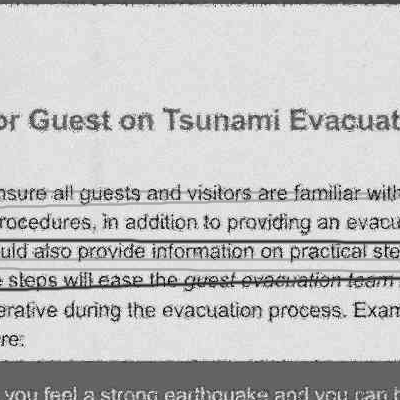 or Guest on Tsunami Evacuat
nsure all guests and visitors are familiar with
rocedures, in addition to providing an evacu
uld also provide information on practical ste
e steps will ease the guest evacuation team
erative during the evacuation process. Exam
re:
you feel a strong earthquake and you can b